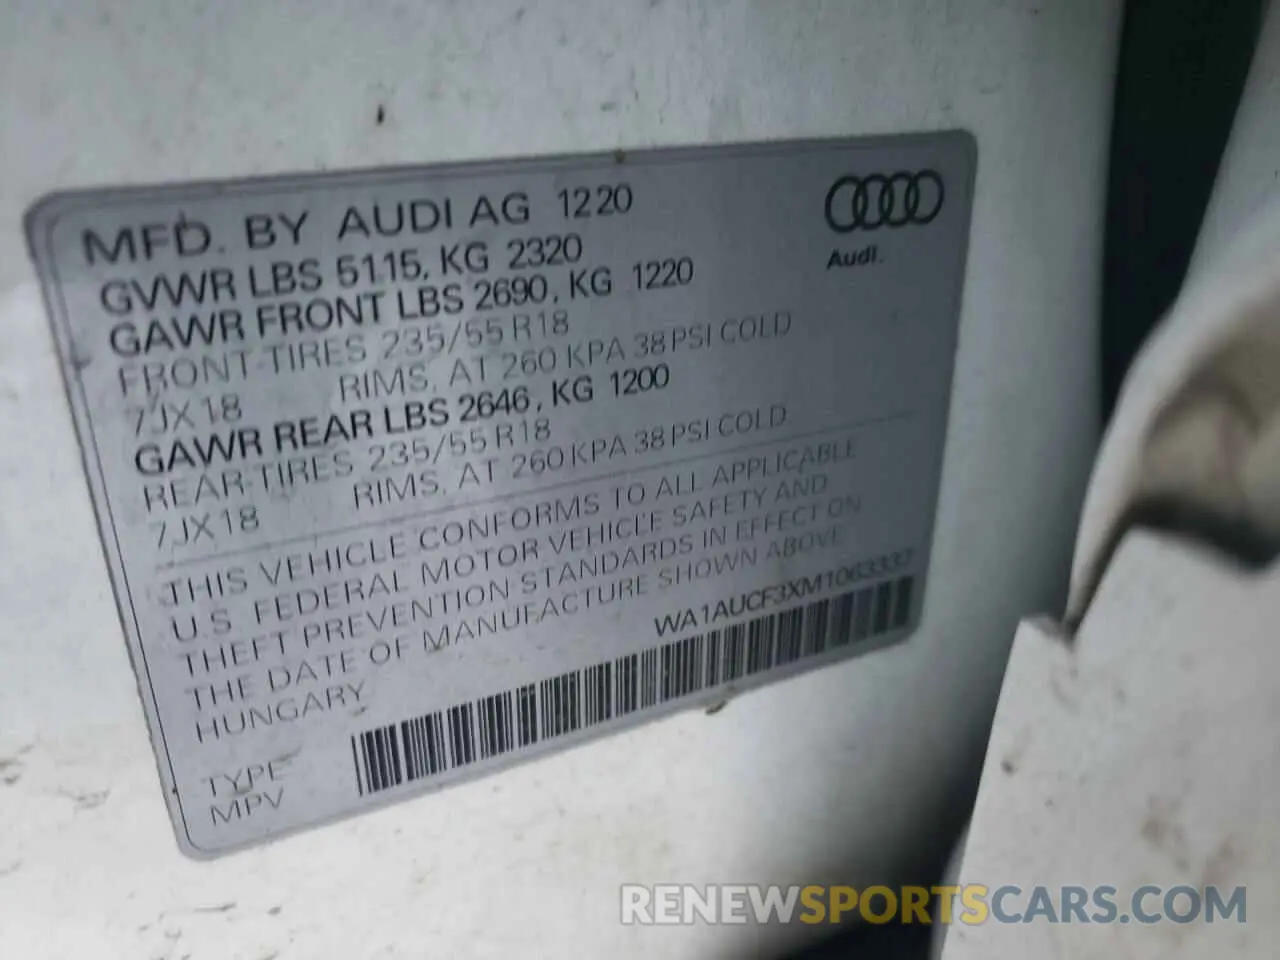 MFD. BY AUDI AG 1220
GVWR LBS 5115, KG 2320
GAWR FRONT LBS 2690, KG 1220
FRONT-TIRES 235/55 R18
7JX18 RIMS, AT 260 KPA 38 PSI COLD
GAWR REAR LBS 2646, KG 1200
REAR-TIRES 235/55 R18
7JX18 RIMS, AT 260 KPA 38 PSI COLD
THIS VEHICLE CONFORMS TO ALL APPLICABLE
U.S. FEDERAL MOTOR VEHICLE SAFETY AND
THEFT PREVENTION STANDARDS IN EFFECT ON
THE DATE OF MANUFACTURE SHOWN ABOVE
HUNGARY
WA1AUCF3XM1063337
TYPE
MPV
Audi.
RENEWSPORTSCARS.COM